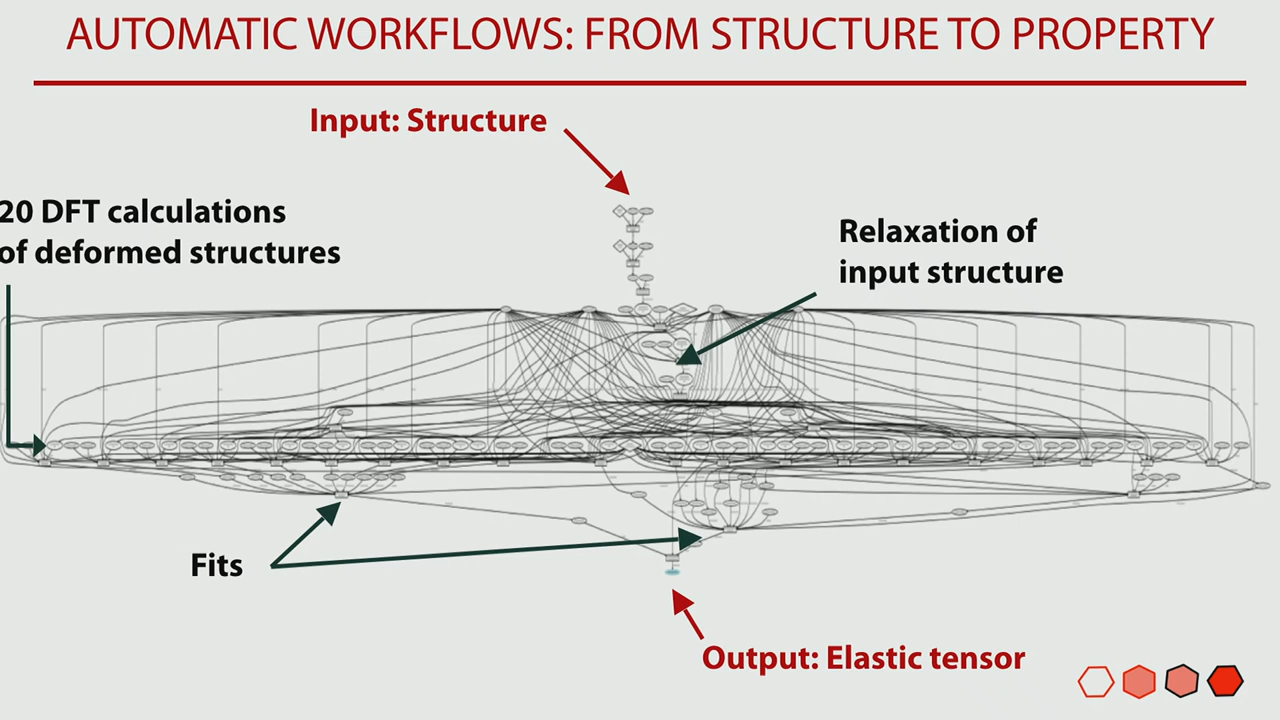 AUTOMATIC WORKFLOWS: FROM STRUCTURE TO PROPERTY
Input: Structure
20 DFT calculations
of deformed structures
Relaxation of
input structure
Fits
Output: Elastic tensor